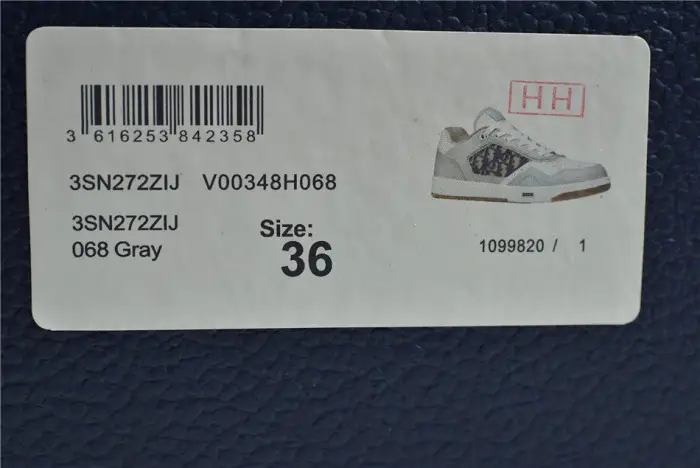 HH
3 616253 842358
3SN272ZIJ V00348H068
3SN272ZIJ
068 Gray
Size:
36
1099820 / 1